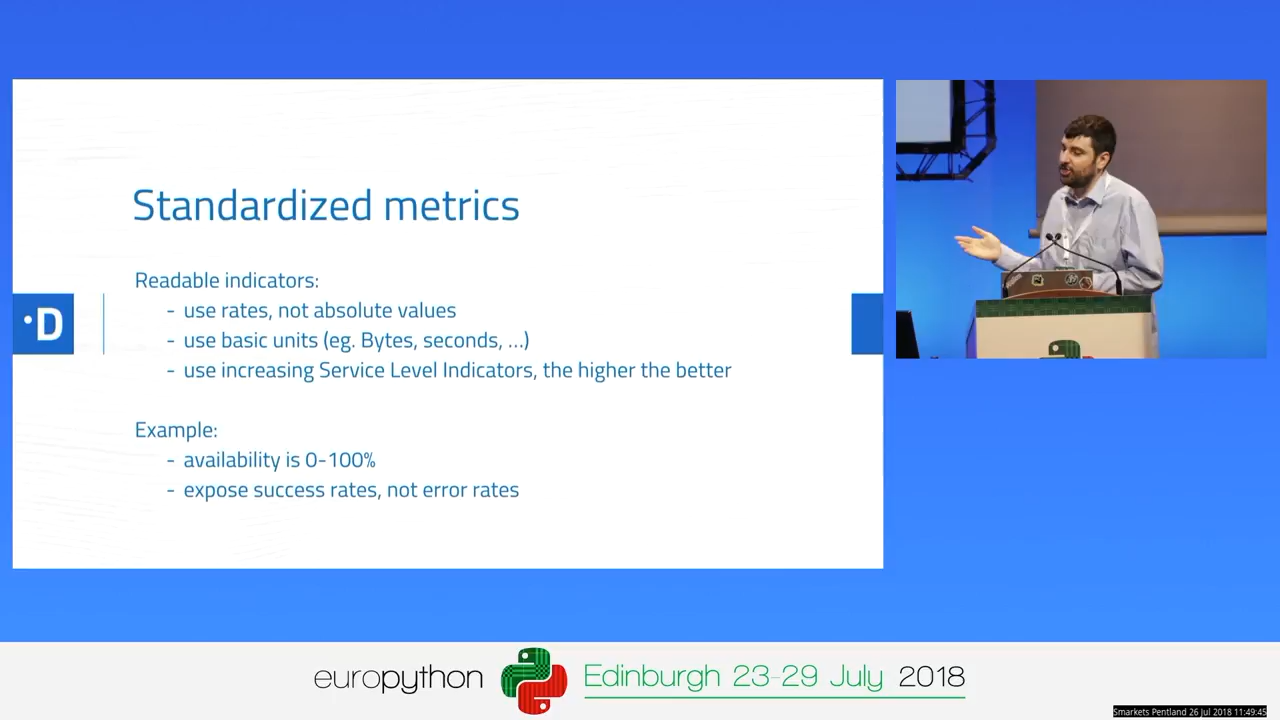 Standardized metrics
Readable indicators:
- use rates, not absolute values
- use basic units (eg. Bytes, seconds, ...)
- use increasing Service Level Indicators, the higher the better
Example:
- availability is 0-100%
- expose success rates, not error rates
·D
europython
Edinburgh 23-29 July 2018
Smarkets Pentland 26 Jul 2018 11:49:45